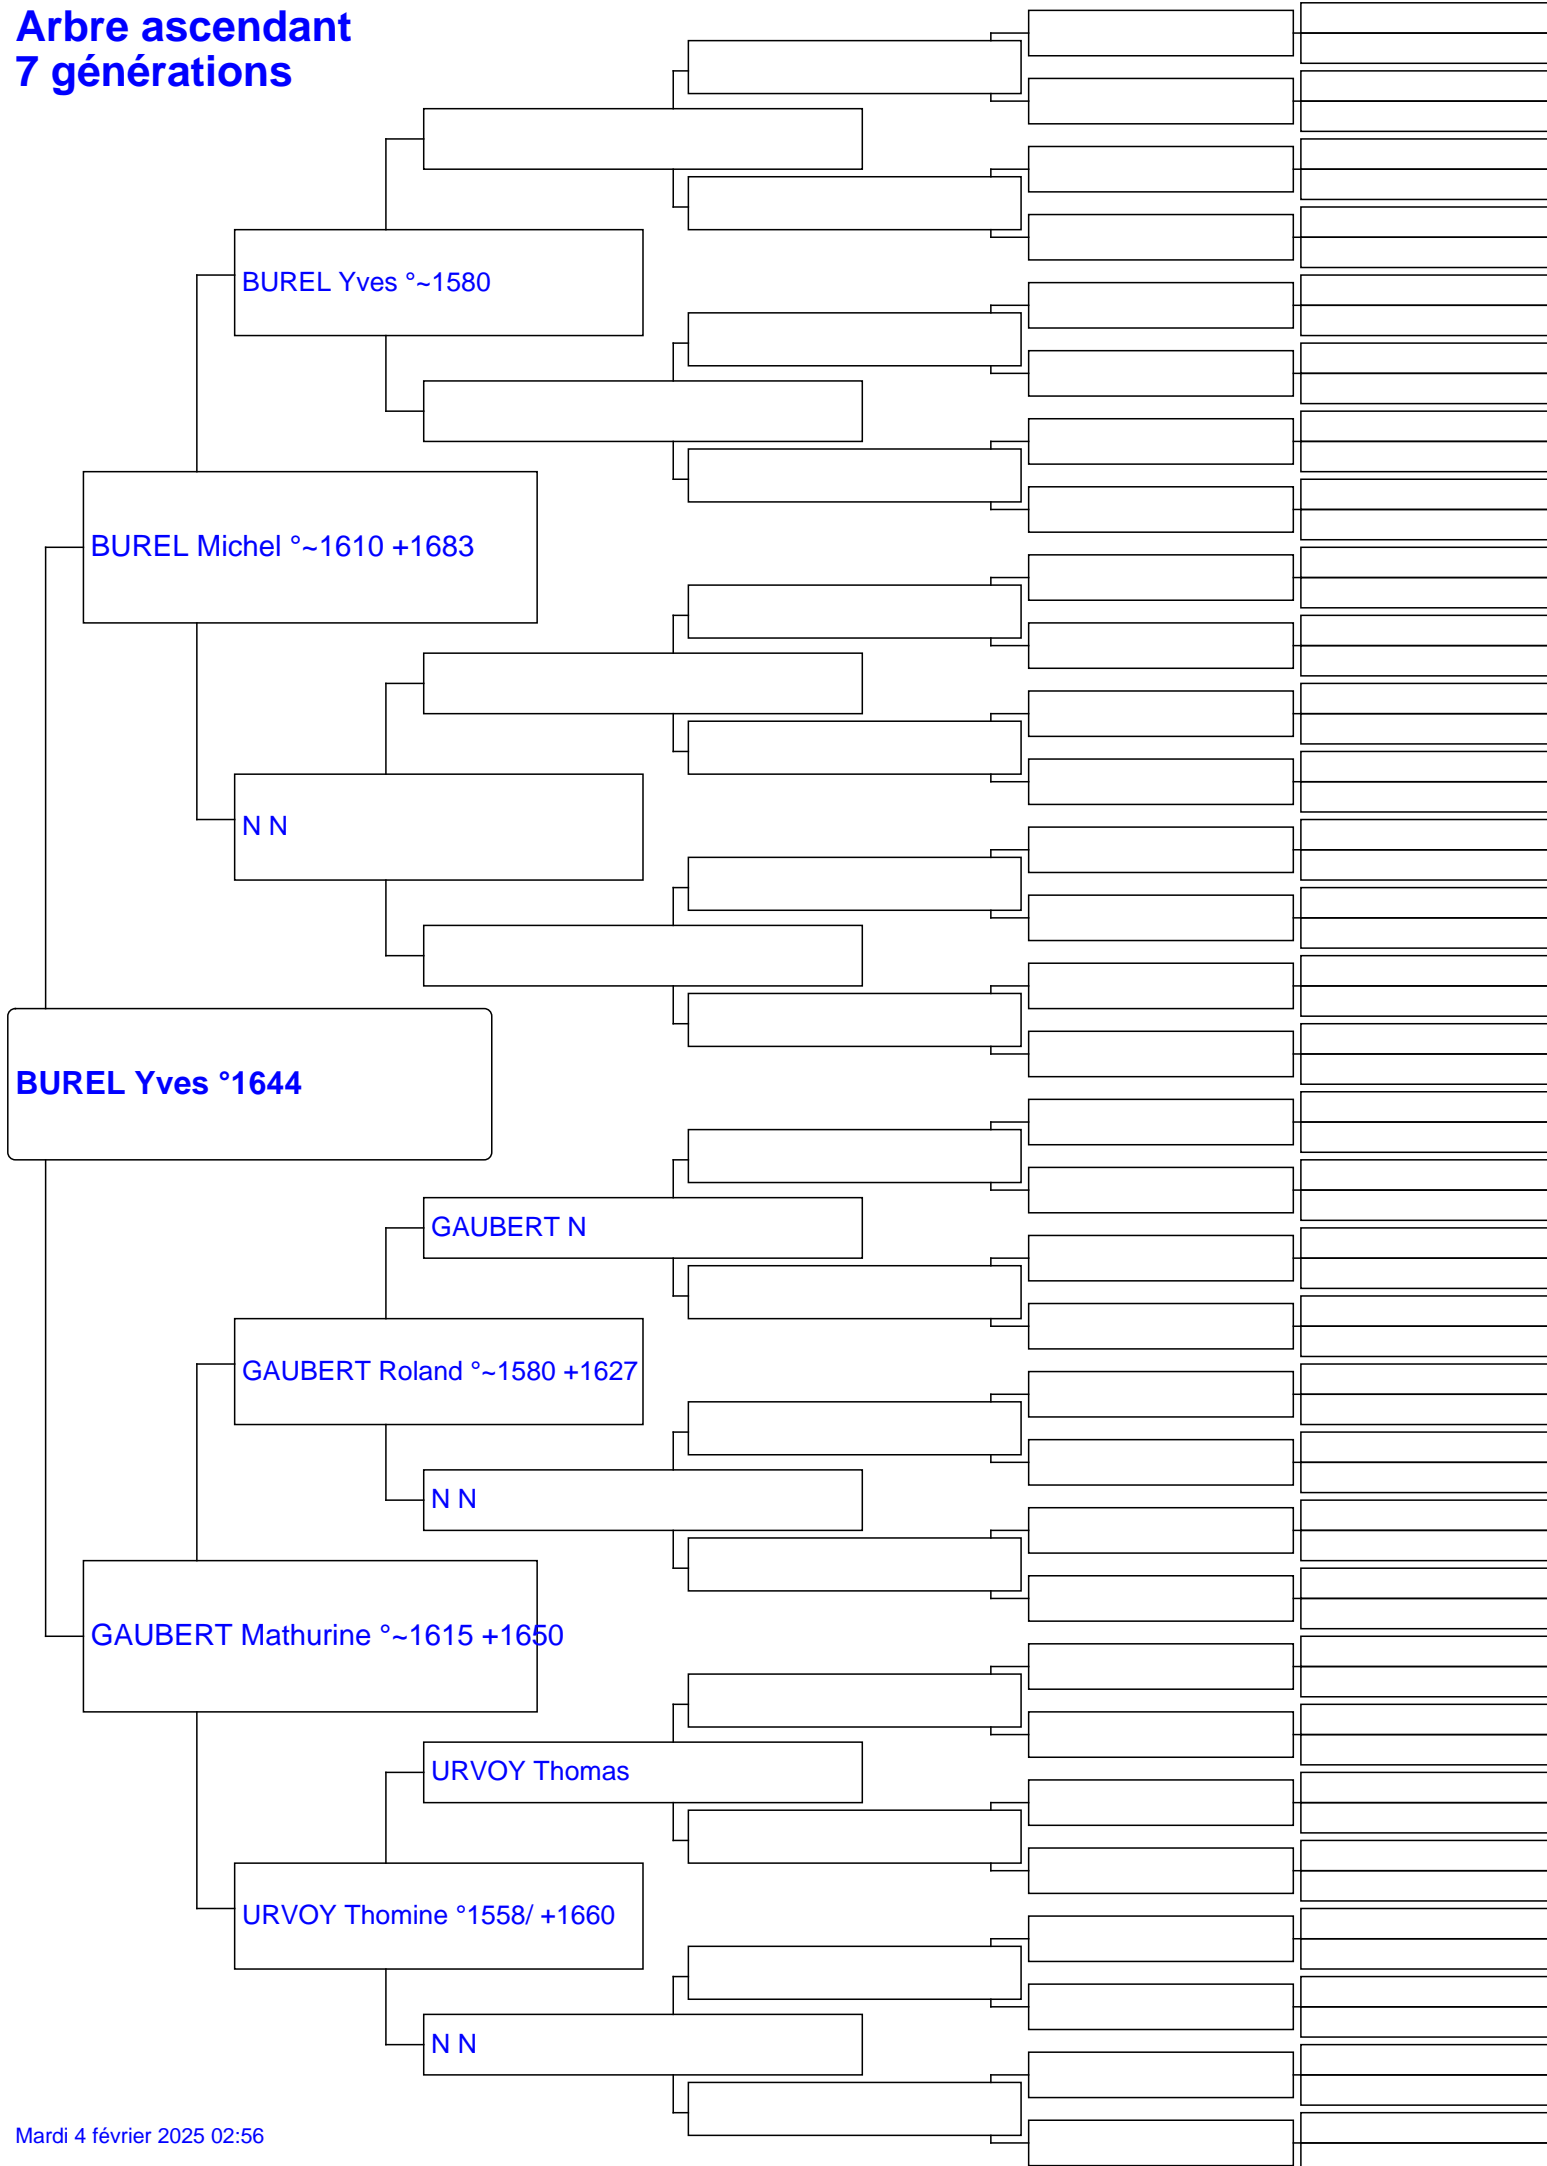 Arbre ascendant
7 générations
BUREL Yves °~1580
BUREL Michel °~1610 +1683
N N
BUREL Yves °1644
GAUBERT N
GAUBERT Roland °~1580 +1627
N N
GAUBERT Mathurine °~1615 +1650
URVOY Thomas
URVOY Thomine °1558/ +1660
N N
Mardi 4 février 2025 02:56